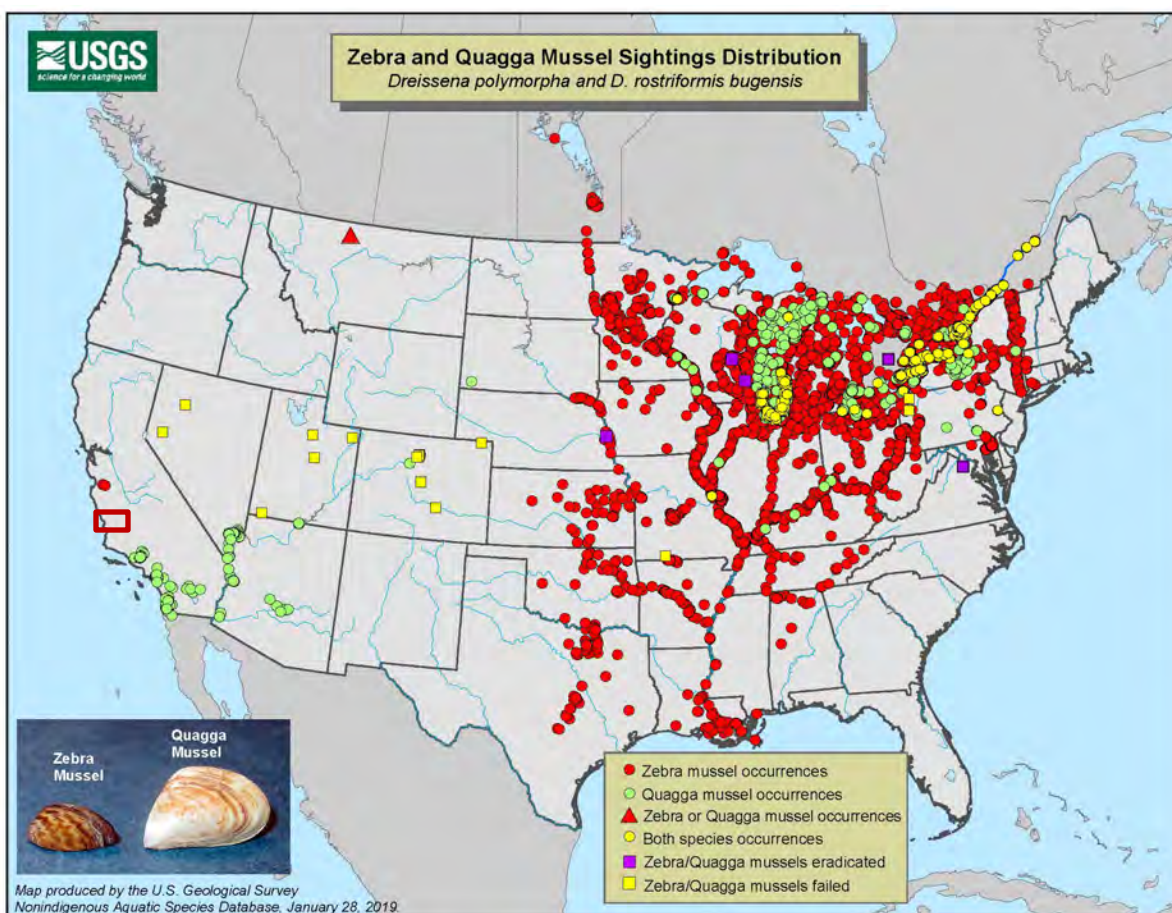 USGS
science for a changing world
Zebra and Quagga Mussel Sightings Distribution
Dreissena polymorpha and D. rostriformis bugensis
Zebra
Mussel
Quagga
Mussel
Zebra mussel occurrences
Quagga mussel occurrences
Zebra or Quagga mussel occurrences
Both species occurrences
Zebra/Quagga mussels eradicated
Zebra/Quagga mussels failed
Map produced by the U.S. Geological Survey
Nonindigenous Aquatic Species Database, January 28, 2019.